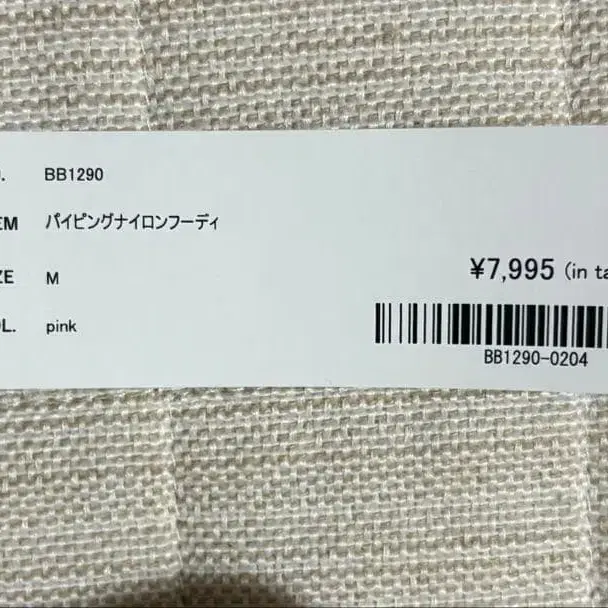 . BB1290
EM パイピングナイロンフーディ
ZE M
L. pink
¥7,995 (in ta
BB1290-0204